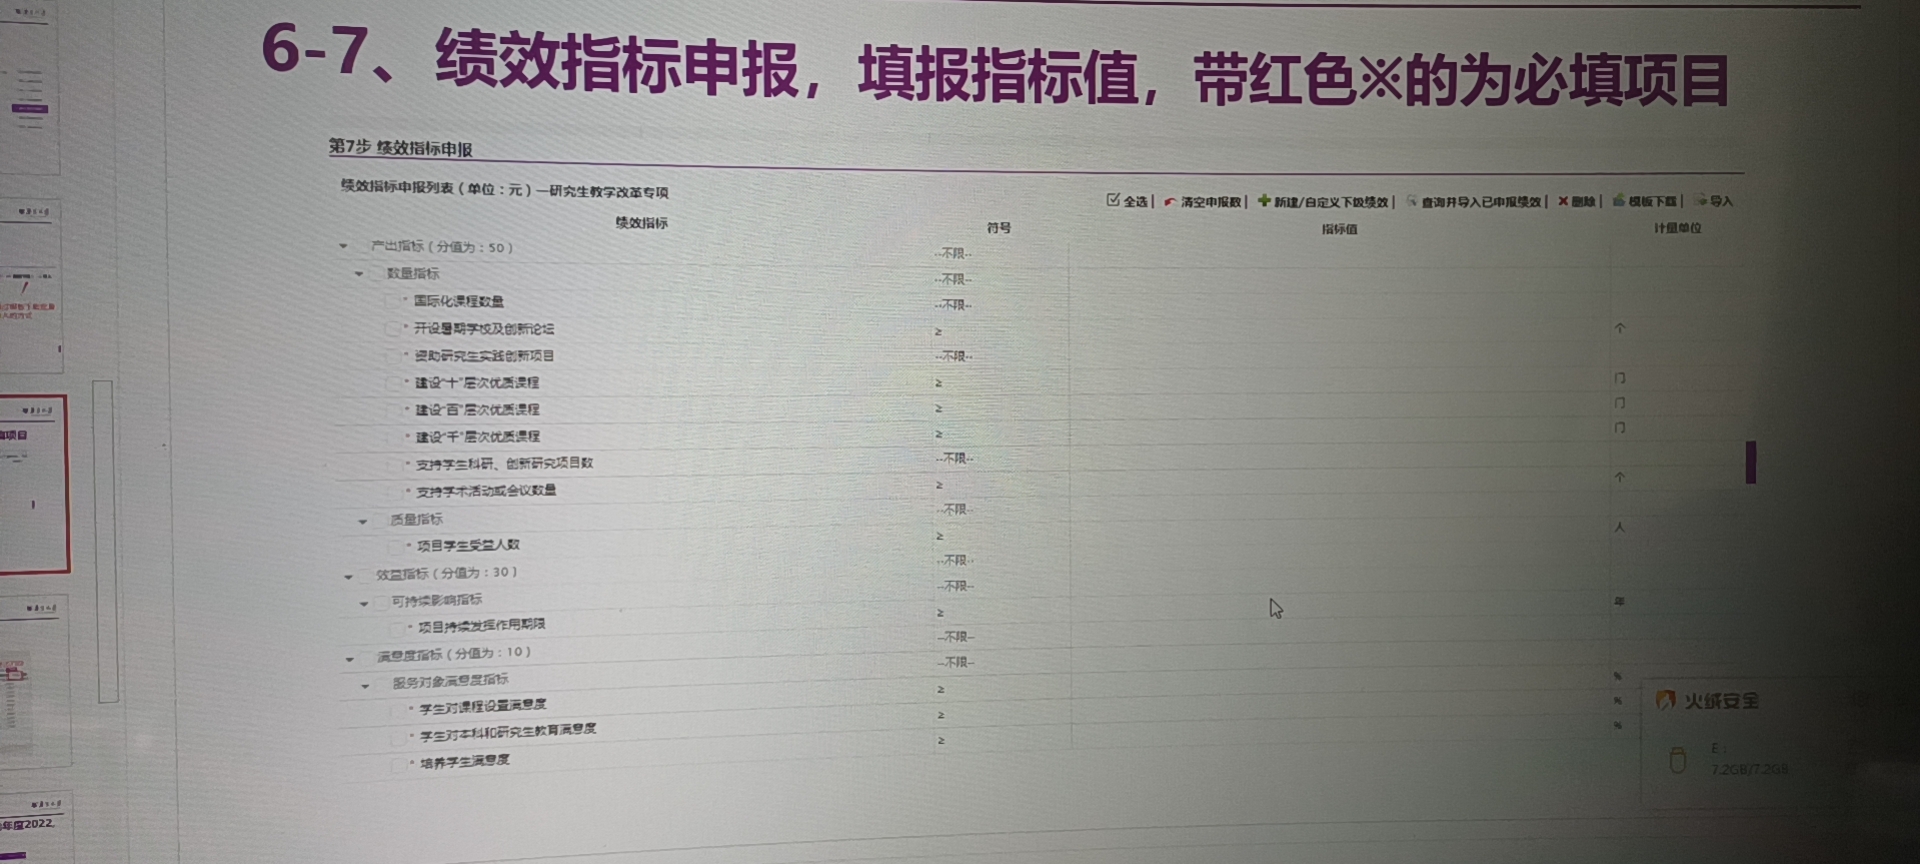 6-7、绩效指标申报，填报指标值，带红色※的为必填项目
第7步 绩效指标申报
绩效指标申报列表（单位：元）—研究生教学改革专项
全选| 清空申报数| 新建/自定义下级绩效| 查询并导入已申报绩效| 删除| 模板下载| 导入
绩效指标 符号 指标值 计量单位
产出指标（分值为：50） --不限--
数量指标 --不限--
* 国际化课程数量 --不限--
* 开设暑期学校及创新论坛 ≥ 个
* 资助研究生实践创新项目 --不限--
* 建设“十”层次优质课程 ≥ 门
* 建设“百”层次优质课程 ≥ 门
* 建设“千”层次优质课程 ≥ 门
* 支持学生科研、创新研究项目数 --不限--
* 支持学术活动或会议数量 ≥ 个
质量指标 --不限--
* 项目学生受益人数 ≥ 人
效益指标（分值为：30） --不限--
可持续影响指标 --不限--
* 项目持续发挥作用期限 ≥ 年
满意度指标（分值为：10） --不限--
服务对象满意度指标 --不限--
* 学生对课程设置满意度 ≥ %
* 学生对本科和研究生教育满意度 ≥ %
* 培养学生满意度 ≥ %
火绒安全
E：
7.2GB/7.2GB
项目
年度2022,